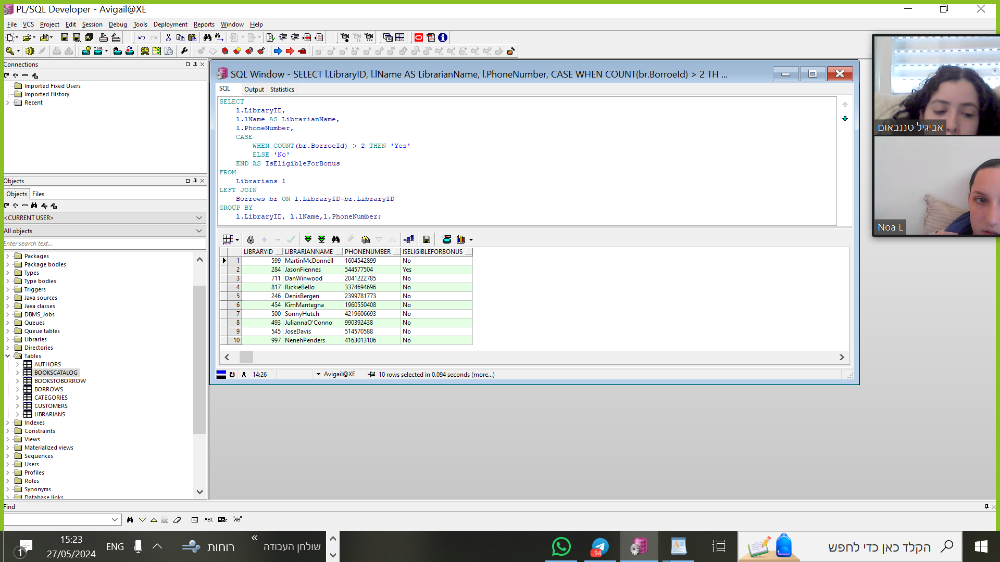 PL/SQL Developer - Avigail@XE
File VCS Project Edit Session Debug Tools Deployment Reports Window Help
Connections
Imported Fixed Users
Imported History
Recent
Objects
Objects Files
<CURRENT USER>
All objects
Enter search text...
Packages
Package bodies
Types
Type bodies
Triggers
Java sources
Java classes
DBMS_Jobs
Queues
Queue tables
Libraries
Directories
Tables
AUTHORS
BOOKSCATALOG
BOOKSTOBORROW
BORROWS
CATEGORIES
CUSTOMERS
LIBRARIANS
Indexes
Constraints
Views
Materialized views
Sequences
Users
Profiles
Roles
Synonyms
Database links
SQL Window - SELECT l.LibraryID, l.lName AS LibrarianName, l.PhoneNumber, CASE WHEN COUNT(br.BorroeId) > 2 TH ...
SQL Output Statistics
SELECT
l.LibraryID,
l.lName AS LibrarianName,
l.PhoneNumber,
CASE
WHEN COUNT(br.BorroeId) > 2 THEN 'Yes'
ELSE 'No'
END AS IsEligibleForBonus
FROM
Librarians l
LEFT JOIN
Borrows br ON l.LibraryID=br.LibraryID
GROUP BY
l.LibraryID, l.lName,l.PhoneNumber;
LIBRARYID LIBRARIANNAME PHONENUMBER ISELIGIBLEFORBONUS
1 599 MartinMcDonnell 1604542899 No
2 284 JasonFiennes 544577504 Yes
3 711 DanWinwood 2041222785 No
4 817 RickieBello 3374694696 No
5 246 DenisBergen 2399781773 No
6 454 KimMantegna 1960550408 No
7 500 SonnyHutch 4219606693 No
8 493 JuliannaO'Conno 990392438 No
9 545 JoseDavis 514570588 No
10 997 NenehPenders 4163013106 No
& 14:26 Avigail@XE 10 rows selected in 0.094 seconds (more...)
אביגיל טננבאום
Noa L
Find
ABC "AB"
1
15:23
27/05/2024
ENG
רוחות
שולחן העבודה
»
..94
הקלד כאן כדי לחפש